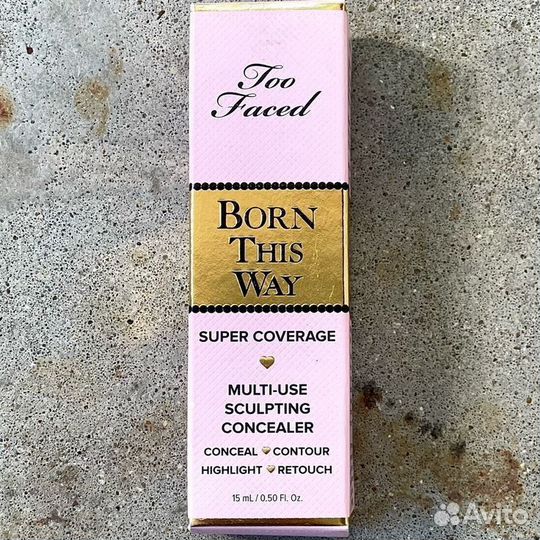 Too
Faced
BORN
THIS
WAY
SUPER COVERAGE
MULTI-USE
SCULPTING
CONCEALER
CONCEAL CONTOUR
HIGHLIGHT RETOUCH
15 mL / 0.50 Fl. Oz.
Avito